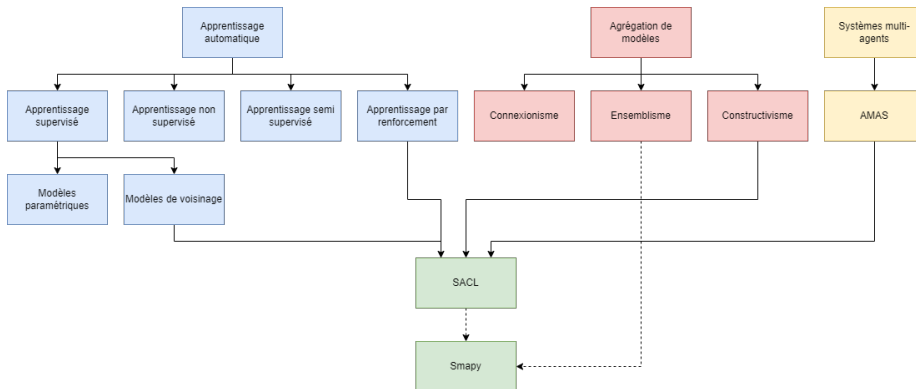 Apprentissage
automatique
Agrégation de
modèles
Systèmes multi-
agents
Apprentissage
supervisé
Apprentissage non
supervisé
Apprentissage semi
supervisé
Apprentissage par
renforcement
Connexionisme
Ensemblisme
Constructivisme
AMAS
Modèles
paramètriques
Modèles de voisinage
SACL
Smapy